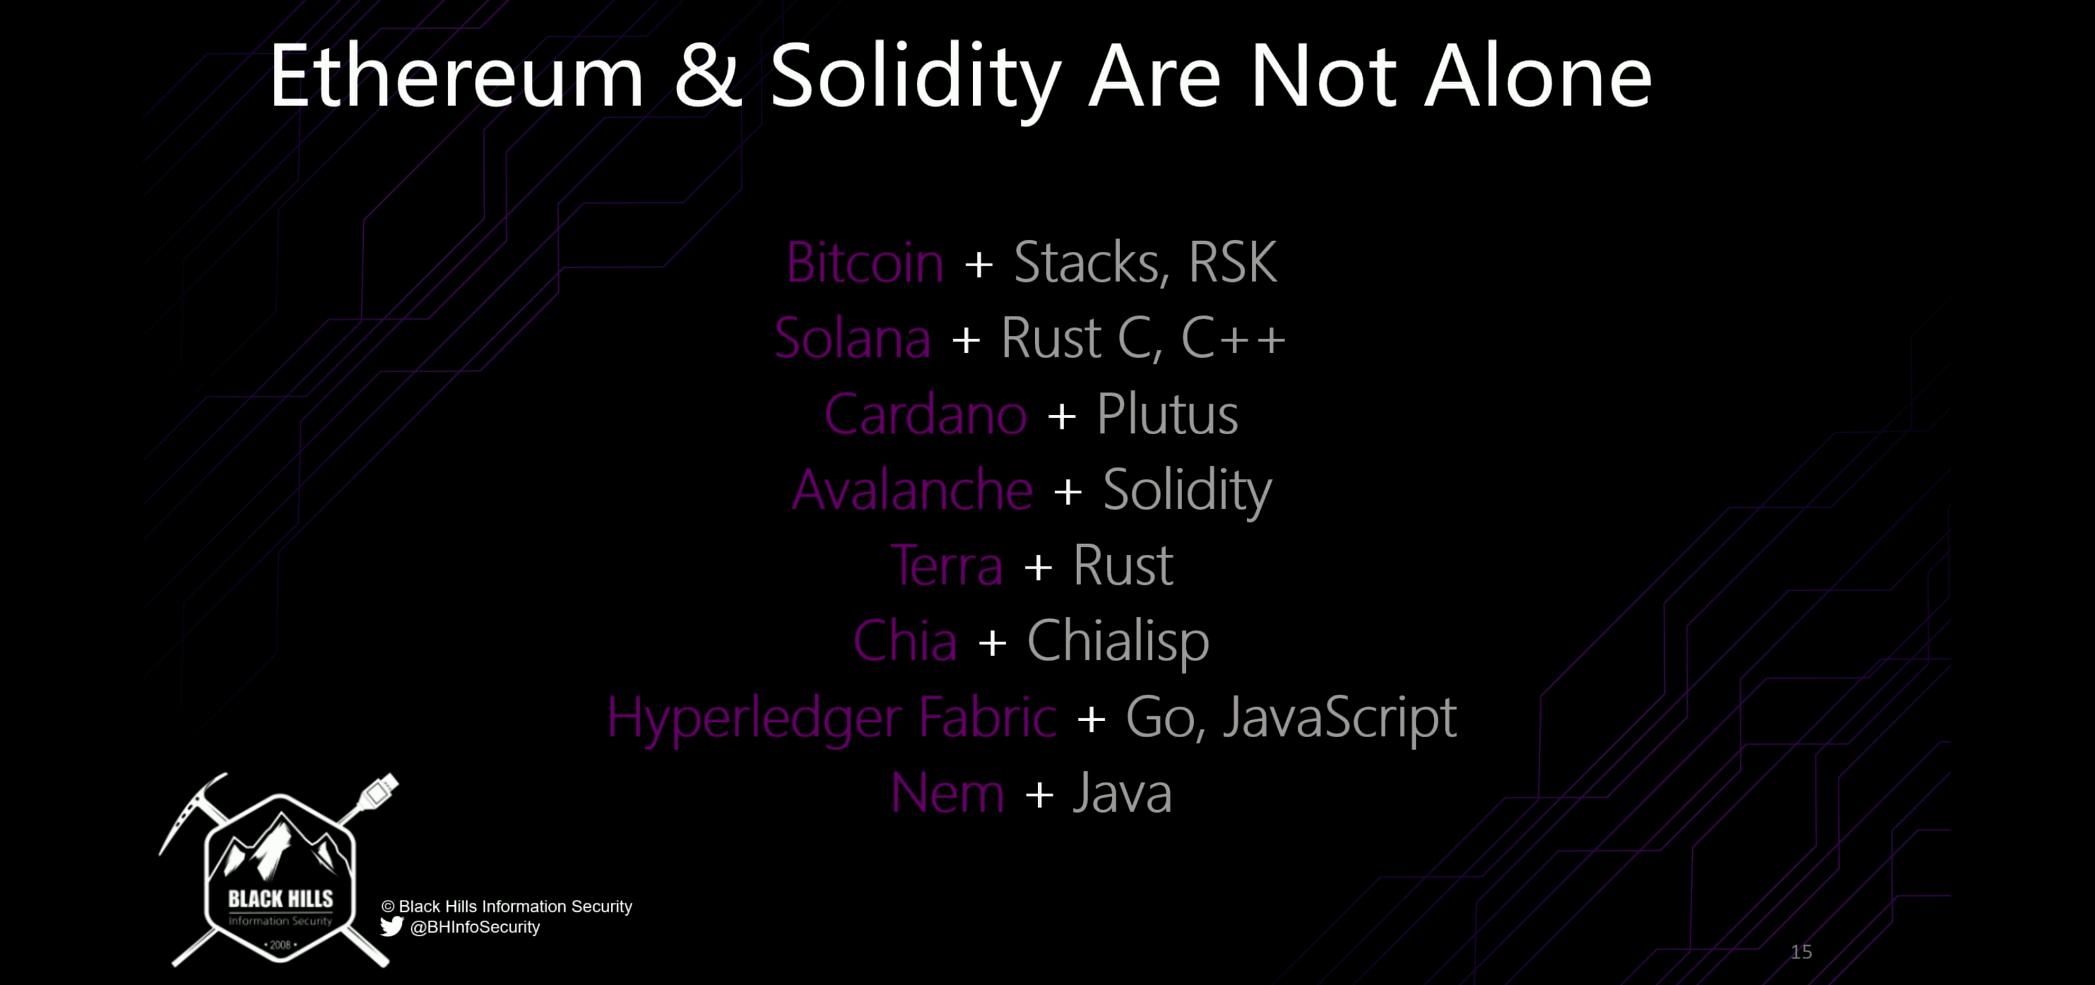 Ethereum & Solidity Are Not Alone
Bitcoin + Stacks, RSK
Solana + Rust C, C++
Cardano + Plutus
Avalanche + Solidity
Terra + Rust
Chia + Chialisp
Hyperledger Fabric + Go, JavaScript
Nem + Java
BLACK HILLS
Information Security
• 2008 •
© Black Hills Information Security
@BHInfoSecurity
15